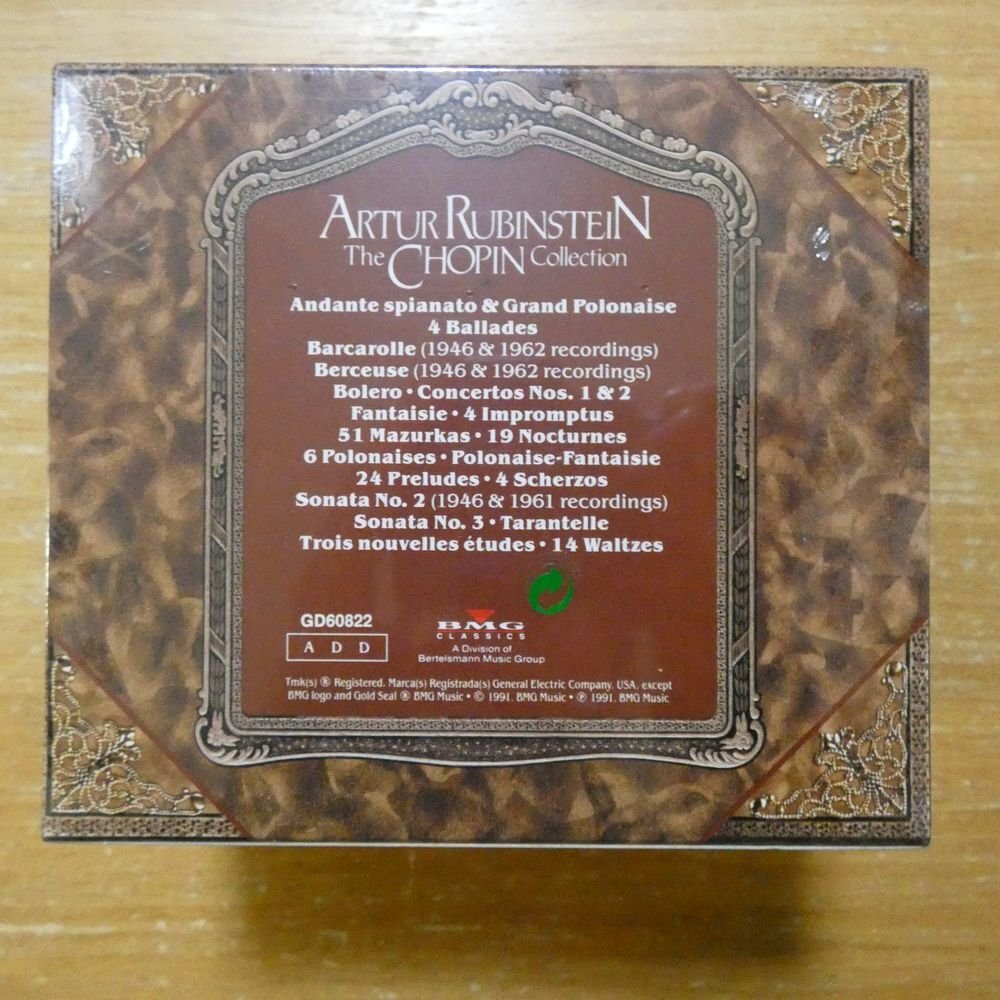 ARTUR RUBINSTEIN
The CHOPIN Collection
Andante spianato & Grand Polonaise
4 Ballades
Barcarolle (1946 & 1962 recordings)
Berceuse (1946 & 1962 recordings)
Bolero • Concertos Nos. 1 & 2
Fantaisie • 4 Impromptus
51 Mazurkas • 19 Nocturnes
6 Polonaises • Polonaise-Fantaisie
24 Preludes • 4 Scherzos
Sonata No. 2 (1946 & 1961 recordings)
Sonata No. 3 • Tarantelle
Trois nouvelles études • 14 Waltzes
GD60822
A D D
BMG
CLASSICS
A Division of
Bertelsmann Music Group
Tmk(s) ® Registered. Marca(s) Registrada(s) General Electric Company, USA, except
BMG logo and Gold Seal ® BMG Music • © 1991, BMG Music • ℗ 1991, BMG Music